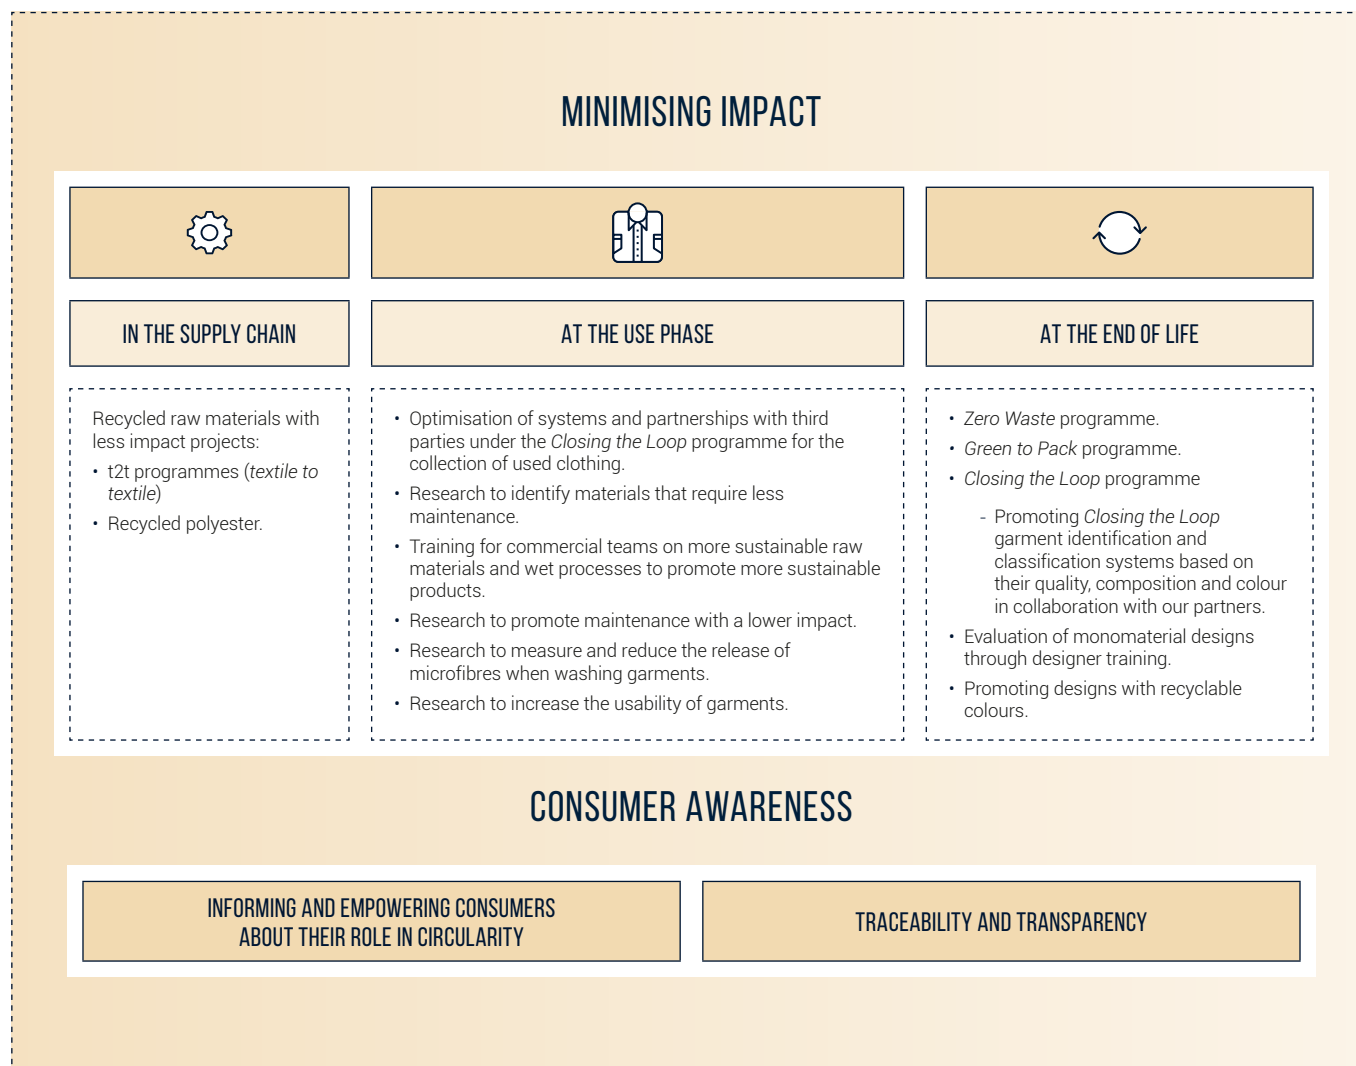 MINIMISING IMPACT
IN THE SUPPLY CHAIN
Recycled raw materials with
less impact projects:
• t2t programmes (textile to
textile)
• Recycled polyester.
AT THE USE PHASE
• Optimisation of systems and partnerships with third
parties under the Closing the Loop programme for the
collection of used clothing.
• Research to identify materials that require less
maintenance.
• Training for commercial teams on more sustainable raw
materials and wet processes to promote more sustainable
products.
• Research to promote maintenance with a lower impact.
• Research to measure and reduce the release of
microfibres when washing garments.
• Research to increase the usability of garments.
AT THE END OF LIFE
• Zero Waste programme.
• Green to Pack programme.
• Closing the Loop programme
- Promoting Closing the Loop
garment identification and
classification systems based on
their quality, composition and colour
in collaboration with our partners.
• Evaluation of monomaterial designs
through designer training.
• Promoting designs with recyclable
colours.
CONSUMER AWARENESS
INFORMING AND EMPOWERING CONSUMERS
ABOUT THEIR ROLE IN CIRCULARITY
TRACEABILITY AND TRANSPARENCY